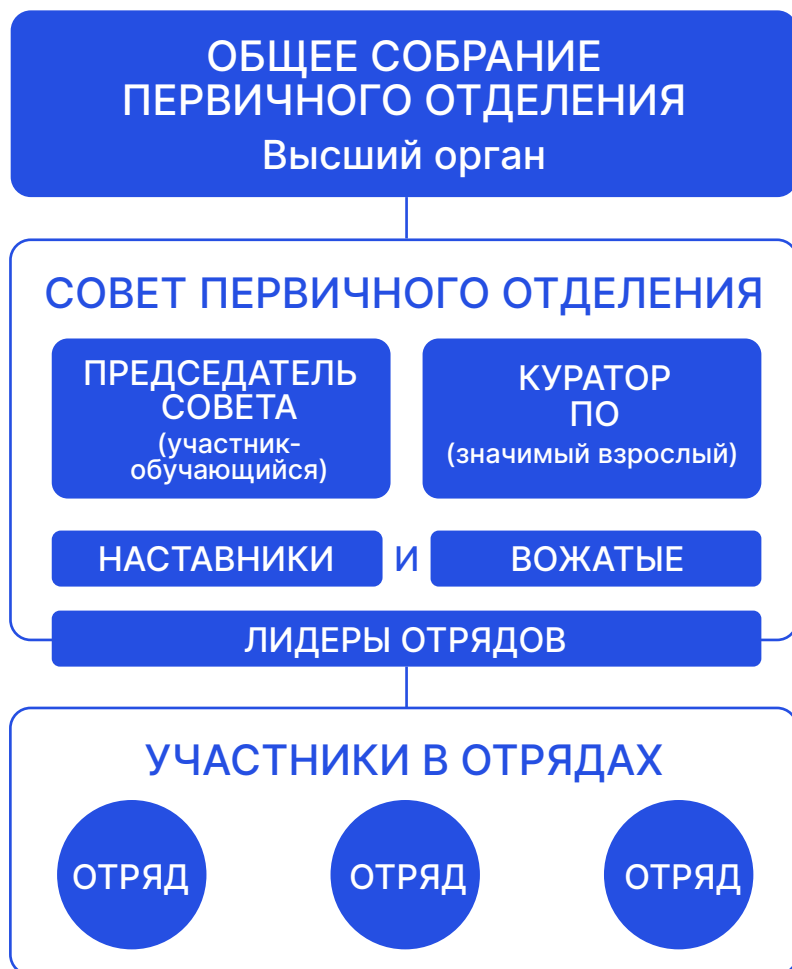 ОБЩЕЕ СОБРАНИЕ
ПЕРВИЧНОГО ОТДЕЛЕНИЯ
Высший орган
СОВЕТ ПЕРВИЧНОГО ОТДЕЛЕНИЯ
ПРЕДСЕДАТЕЛЬ
СОВЕТА
(участник-
обучающийся)
КУРАТОР
ПО
(значимый взрослый)
НАСТАВНИКИ И ВОЖАТЫЕ
ЛИДЕРЫ ОТРЯДОВ
УЧАСТНИКИ В ОТРЯДАХ
ОТРЯД ОТРЯД ОТРЯД